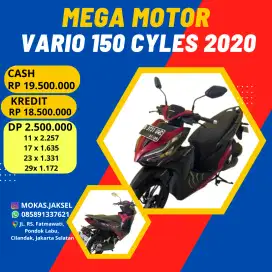 MEGA MOTOR
VARIO 150 CYLES 2020
CASH
RP 19.500.000
KREDIT
RP 18.500.000
DP 2.500.000
11 x 2.257
17 x 1.635
23 x 1.331
29x 1.172
MOKAS.JAKSEL
085891337621
JL. RS. Fatmawati,
Pondok Labu,
Cilandak, Jakarta Selatan